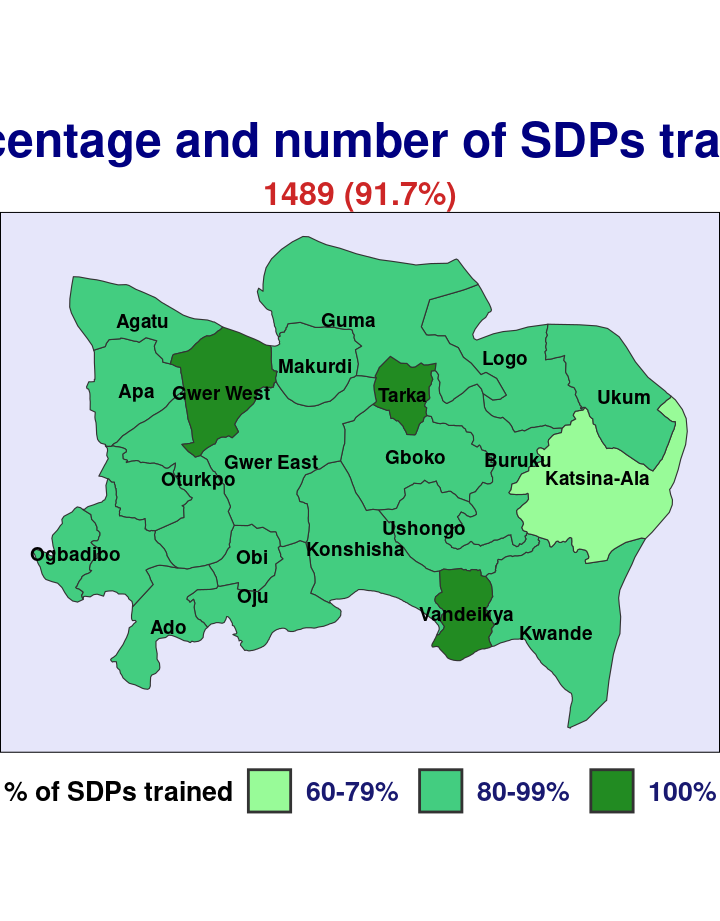 centage and number of SDPs tra
1489 (91.7%)
Agatu
Guma
Logo
Makurdi
Apa
Gwer West
Tarka
Ukum
Gboko
Buruku
Gwer East
Oturkpo
Katsina-Ala
Ushongo
Konshisha
Ogbadibo
Obi
Oju
Vandeikya
Ado
Kwande
% of SDPs trained
60-79%
80-99%
100%